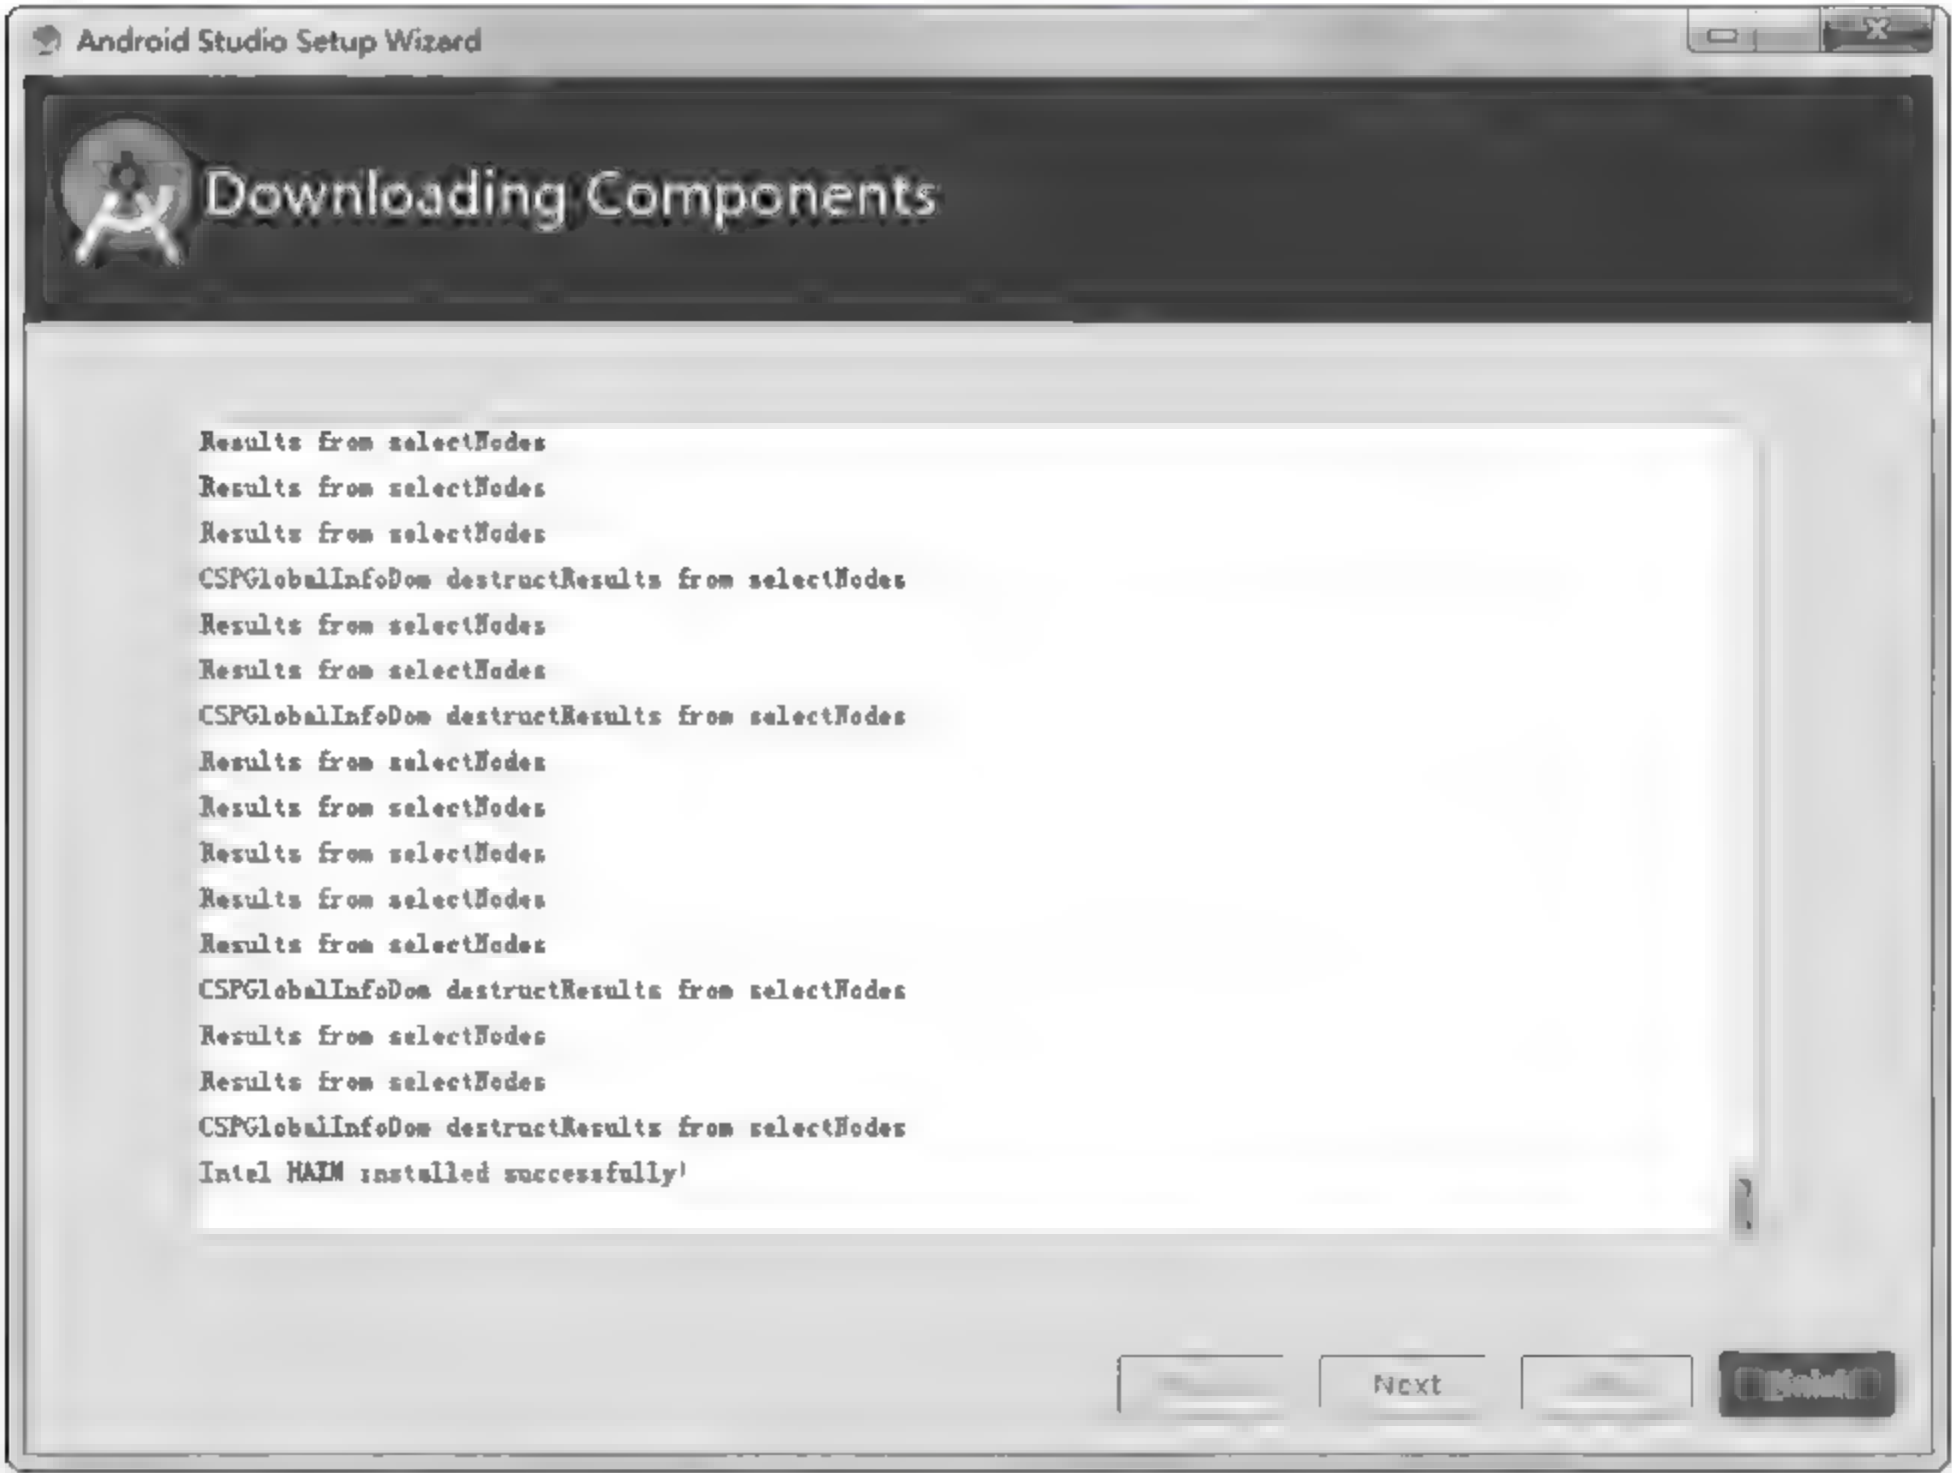 Android Studio Setup Wizard
Downloading Components
Results from selectNodes
Results from selectNodes
Results from selectNodes
CSPGlobalInfoDom destructResults from selectNodes
Results from selectNodes
Results from selectNodes
CSPGlobalInfoDom destructResults from selectNodes
Results from selectNodes
Results from selectNodes
Results from selectNodes
Results from selectNodes
Results from selectNodes
CSPGlobalInfoDom destructResults from selectNodes
Results from selectNodes
Results from selectNodes
CSPGlobalInfoDom destructResults from selectNodes
Intel HAXM installed successfully!
Next